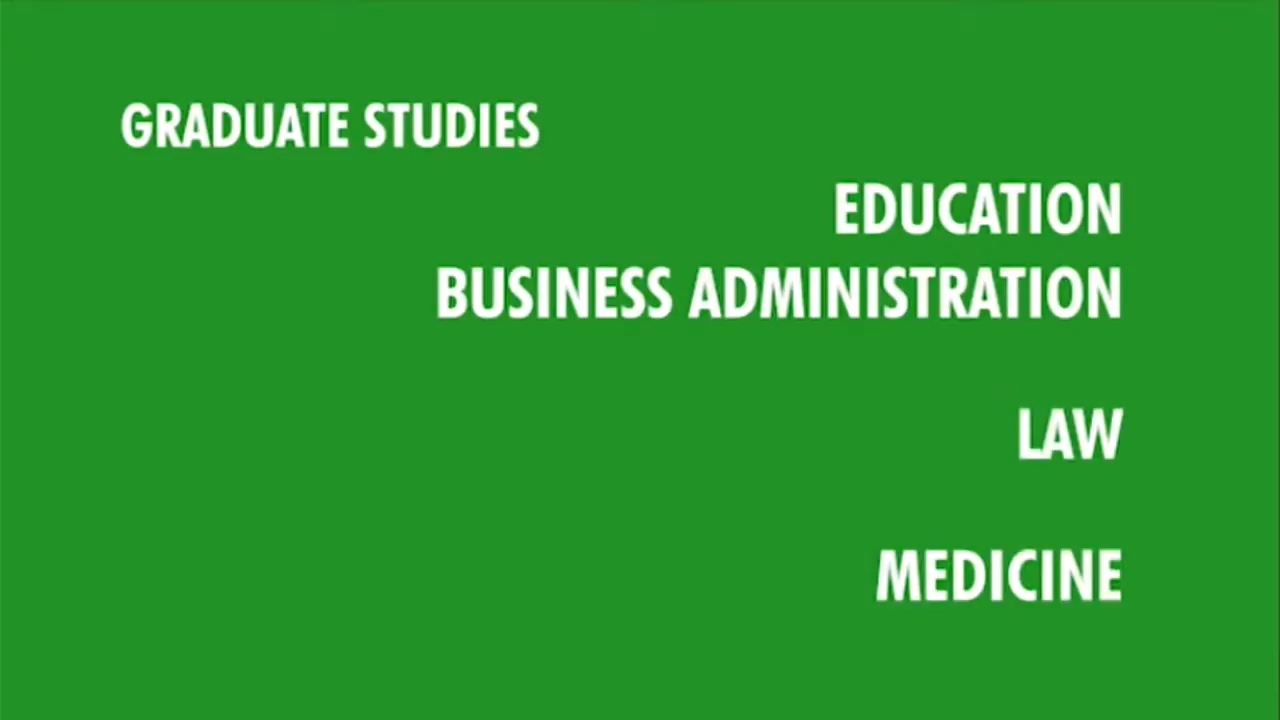 GRADUATE STUDIES
EDUCATION
BUSINESS ADMINISTRATION
LAW
MEDICINE